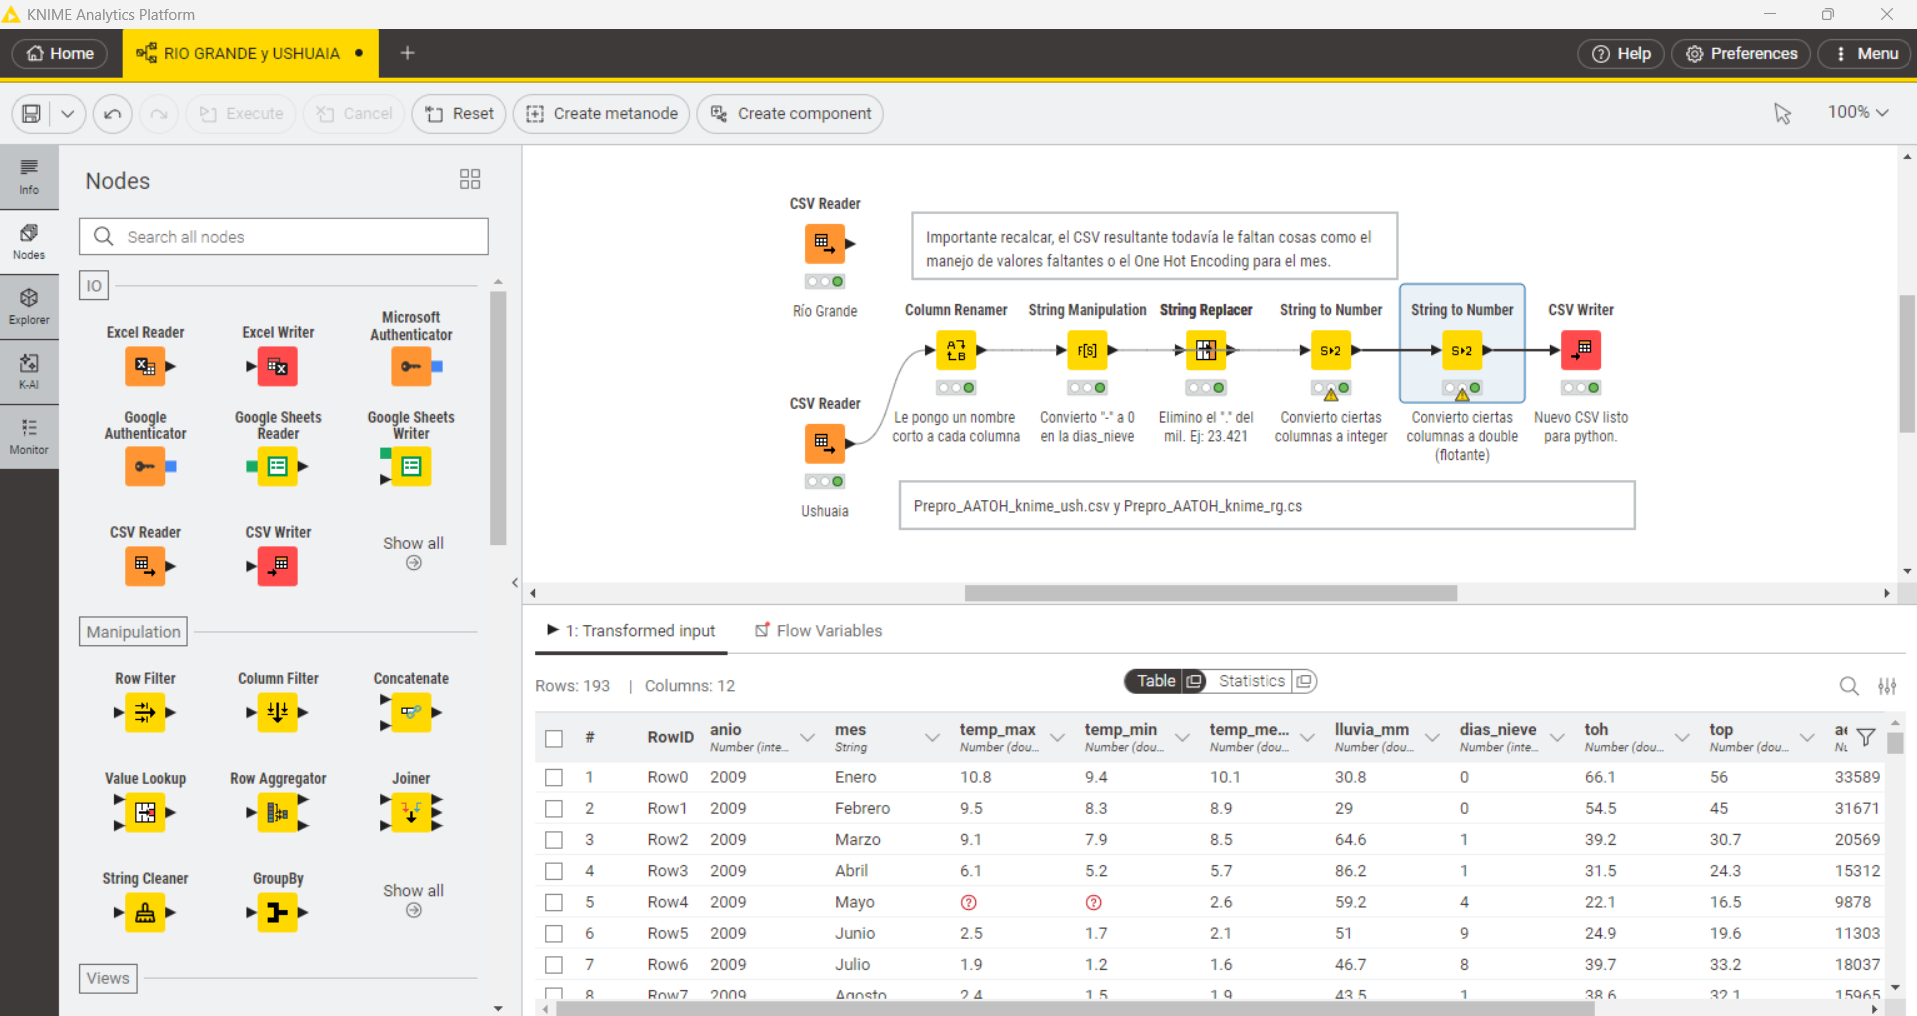 KNIME Analytics Platform
Home
RIO GRANDE y USHUAIA
Help
Preferences
Menu
Execute
Cancel
Reset
Create metanode
Create component
100%
Info
Nodes
Explorer
K-AI
Monitor
Nodes
Search all nodes
IO
Excel Reader
Excel Writer
Microsoft
Authenticator
Google
Authenticator
Google Sheets
Reader
Google Sheets
Writer
CSV Reader
CSV Writer
Show all
Manipulation
Row Filter
Column Filter
Concatenate
Value Lookup
Row Aggregator
Joiner
String Cleaner
GroupBy
Show all
Views
CSV Reader
Río Grande
Importante recalcar, el CSV resultante todavía le faltan cosas como el
manejo de valores faltantes o el One Hot Encoding para el mes.
CSV Reader
Ushuaia
Column Renamer
Le pongo un nombre
corto a cada columna
String Manipulation
Convierto "-" a 0
en la dias_nieve
String Replacer
Elimino el "." del
mil. Ej: 23.421
String to Number
Convierto ciertas
columnas a integer
String to Number
Convierto ciertas
columnas a double
(flotante)
CSV Writer
Nuevo CSV listo
para python.
Prepro_AATOH_knime_ush.csv y Prepro_AATOH_knime_rg.cs
1: Transformed input
Flow Variables
Rows: 193 | Columns: 12
Table
Statistics
# RowID anio mes temp_max temp_min temp_me... lluvia_mm dias_nieve toh top
Number (inte... String Number (dou... Number (dou... Number (dou... Number (dou... Number (inte... Number (dou... Number (dou...
1 Row0 2009 Enero 10.8 9.4 10.1 30.8 0 66.1 56 33589
2 Row1 2009 Febrero 9.5 8.3 8.9 29 0 54.5 45 31671
3 Row2 2009 Marzo 9.1 7.9 8.5 64.6 1 39.2 30.7 20569
4 Row3 2009 Abril 6.1 5.2 5.7 86.2 1 31.5 24.3 15312
5 Row4 2009 Mayo ? ? 2.6 59.2 4 22.1 16.5 9878
6 Row5 2009 Junio 2.5 1.7 2.1 51 9 24.9 19.6 11303
7 Row6 2009 Julio 1.9 1.2 1.6 46.7 8 39.7 33.2 18037
8 Row7 2009 Agosto 2.4 1.5 1.9 43.5 1 38.6 32.1 15965